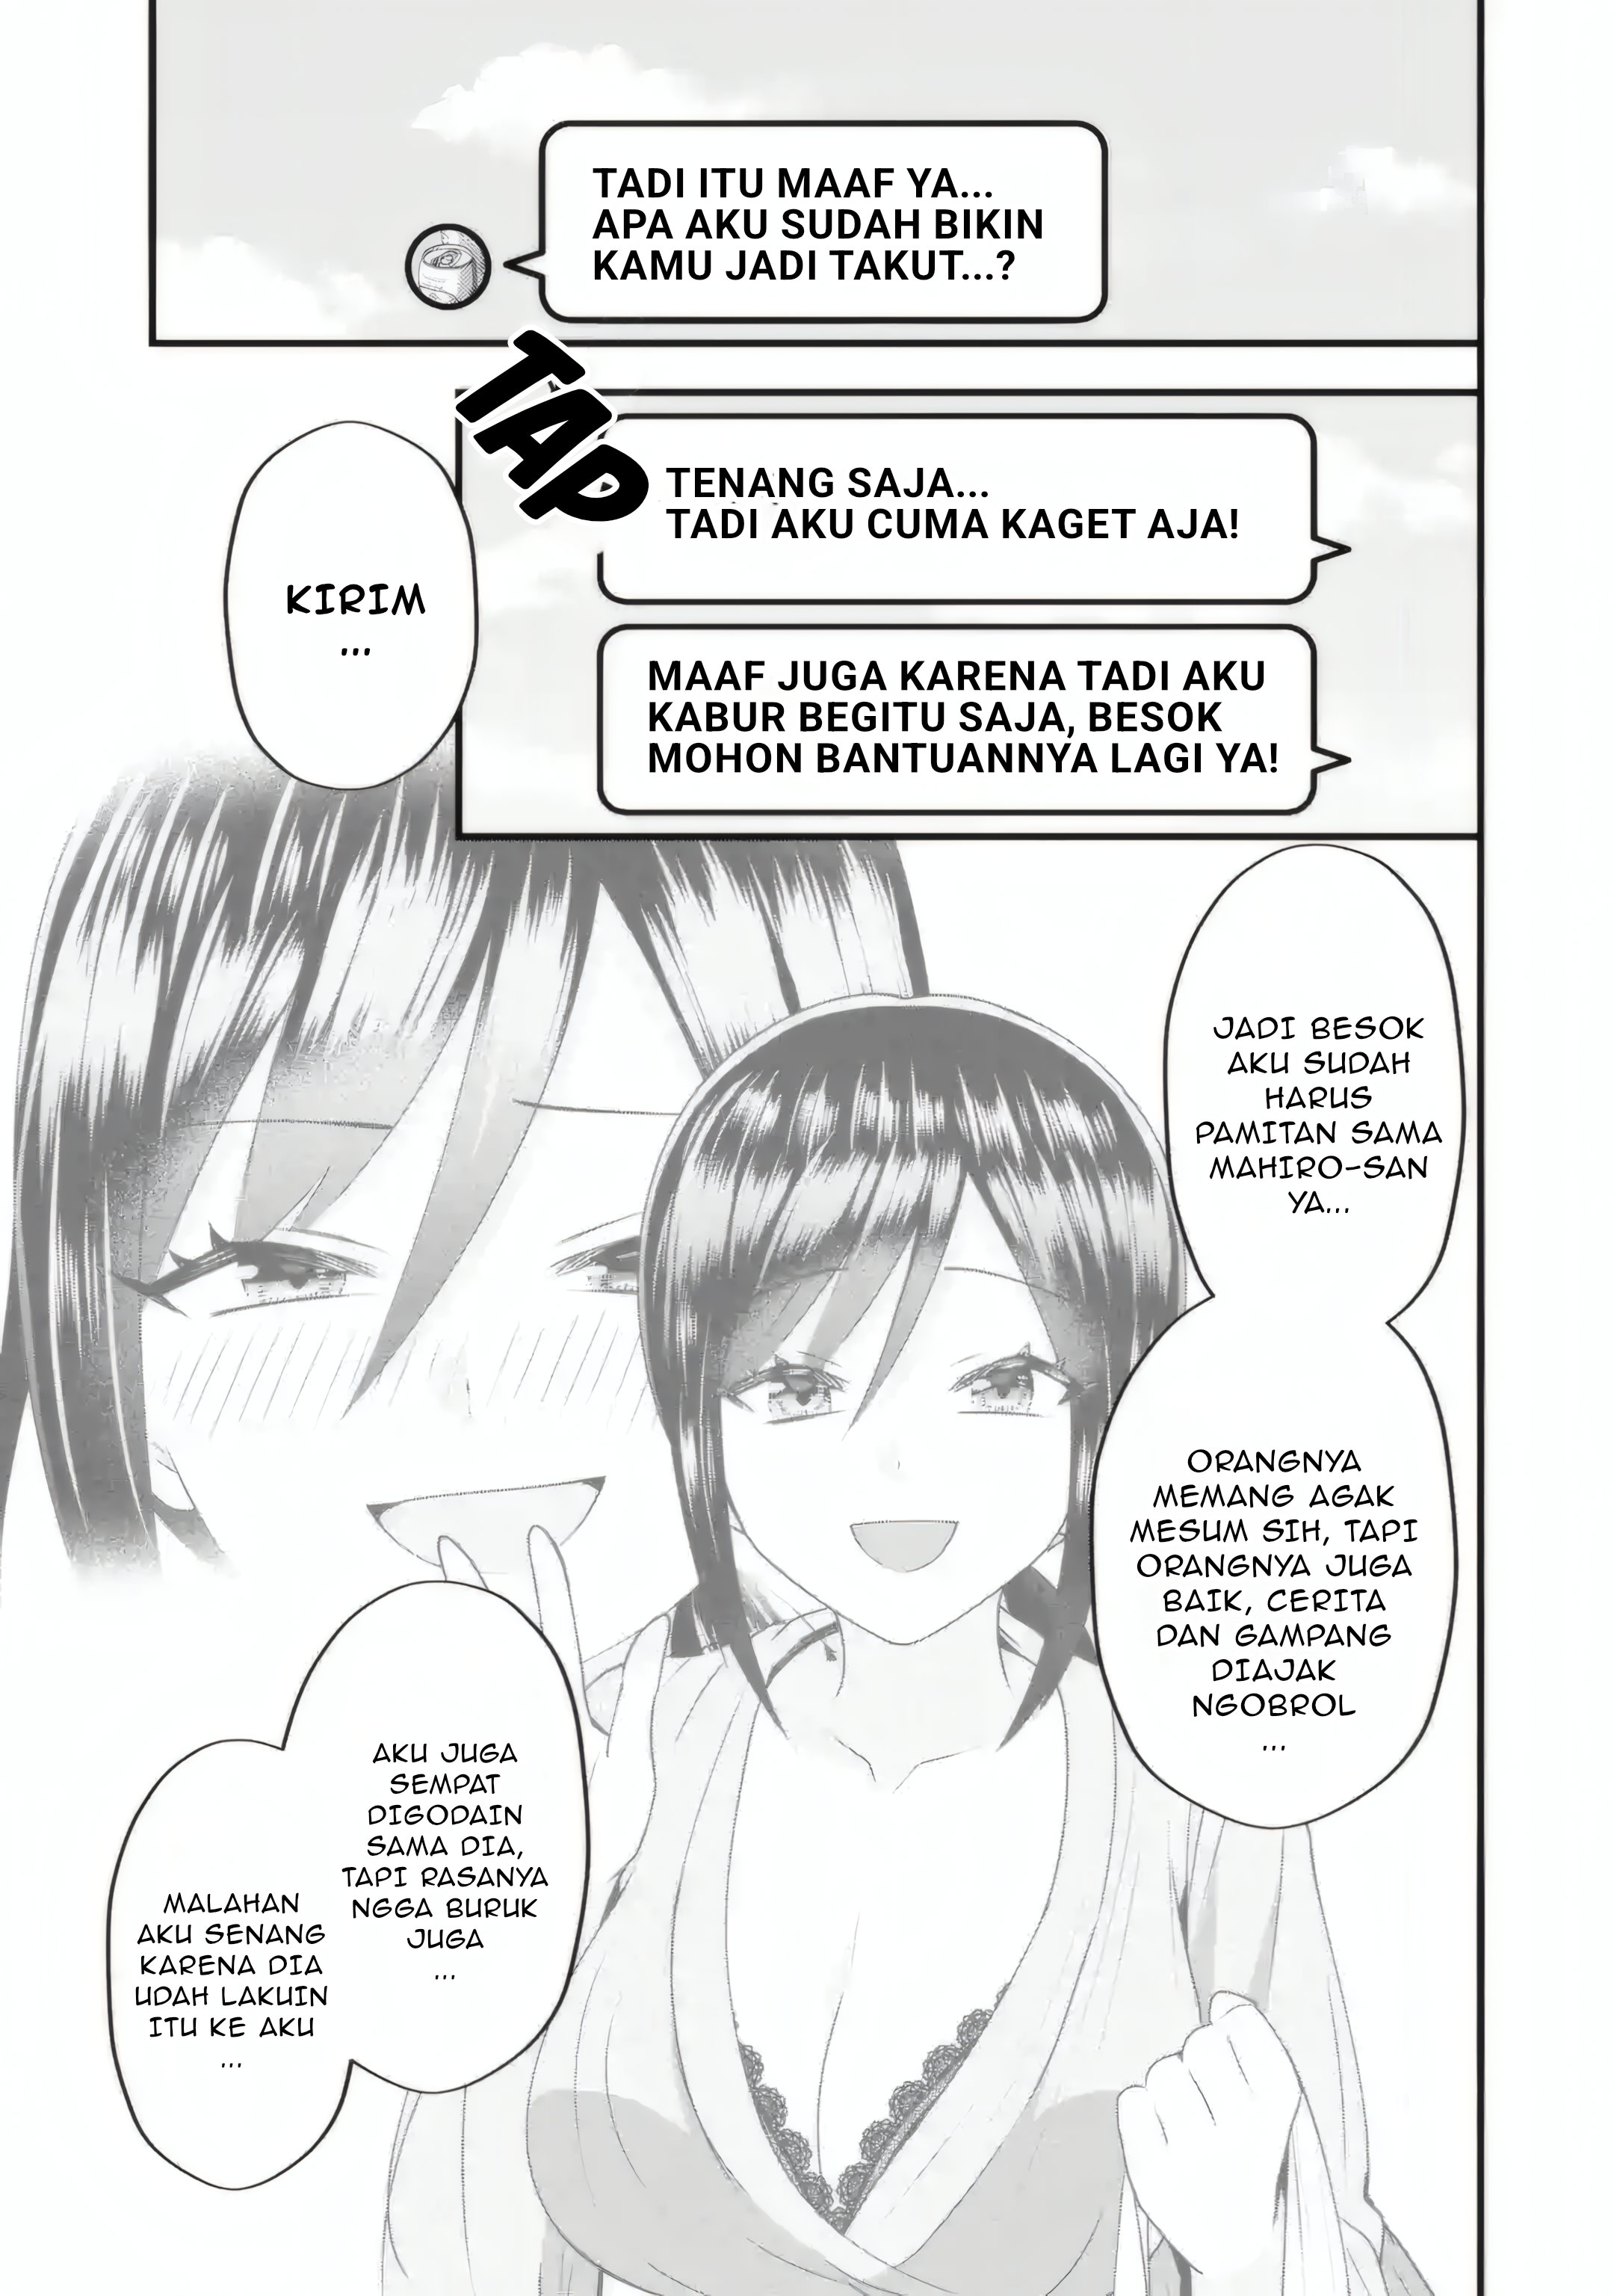 TADI ITU MAAF YA...
APA AKU SUDAH BIKIN
KAMU JADI TAKUT...?
TAP
TENANG SAJA...
TADI AKU CUMA KAGET AJA!
MAAF JUGA KARENA TADI AKU
KABUR BEGITU SAJA, BESOK
MOHON BANTUANNYA LAGI YA!
KIRIM
...
JADI BESOK
AKU SUDAH
HARUS
PAMITAN SAMA
MAHIRO-SAN
YA...
ORANGNYA
MEMANG AGAK
MESUM SIH, TAPI
ORANGNYA JUGA
BAIK, CERITA
DAN GAMPANG
DIAJAK
NGOBROL
...
AKU JUGA
SEMPAT
DIGODAIN
SAMA DIA,
TAPI RASANYA
NGGA BURUK
JUGA
...
MALAHAN
AKU SENANG
KARENA DIA
UDAH LAKUIN
ITU KE AKU
...